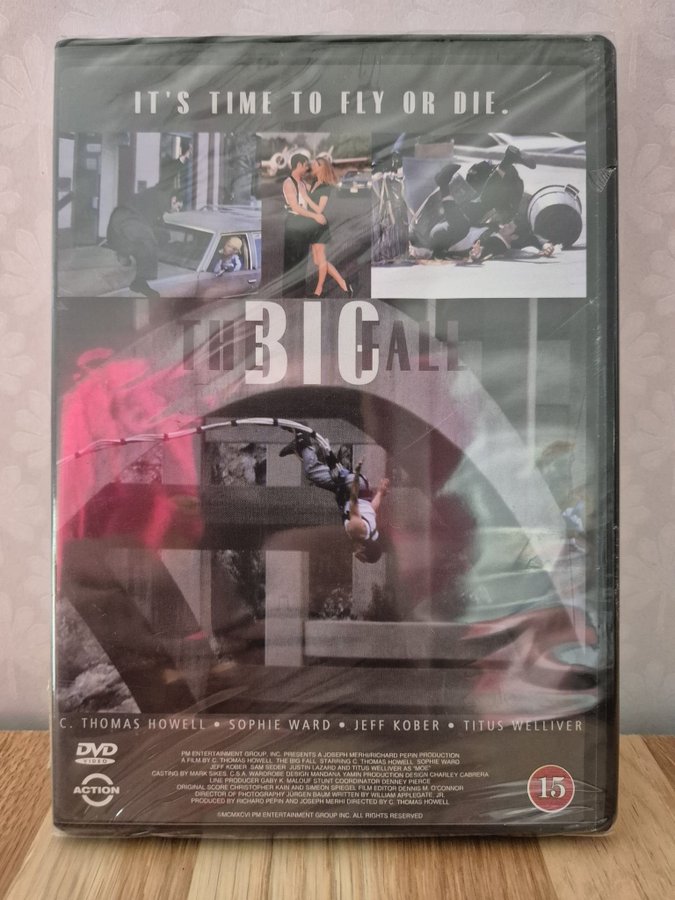 IT'S TIME TO FLY OR DIE.
THE BIG FALL
C. THOMAS HOWELL • SOPHIE WARD • JEFF KOBER • TITUS WELLIVER
DVD
VIDEO
ACTION
PM ENTERTAINMENT GROUP, INC. PRESENTS A JOSEPH MERHI/RICHARD PEPIN PRODUCTION
A FILM BY C. THOMAS HOWELL THE BIG FALL STARRING C. THOMAS HOWELL SOPHIE WARD
JEFF KOBER, SAM SEDER, JUSTIN LAZARD AND TITUS WELLIVER AS "MOE"
CASTING BY MARK SIKES, C.S.A. WARDROBE DESIGN MANDANA YAMIN PRODUCTION DESIGN CHARLEY CABRERA
LINE PRODUCER GABY K. MALOUF STUNT COORDINATOR DENNEY PIERCE
ORIGINAL SCORE CHRISTOPHER KAIN AND SIMEON SPIEGEL FILM EDITOR DENNIS M. O'CONNOR
DIRECTOR OF PHOTOGRAPHY JÜRGEN BAUM WRITTEN BY WILLIAM APPLEGATE, JR.
PRODUCED BY RICHARD PEPIN AND JOSEPH MERHI DIRECTED BY C. THOMAS HOWELL
©MCMXCVI PM ENTERTAINMENT GROUP INC. ALL RIGHTS RESERVED
15